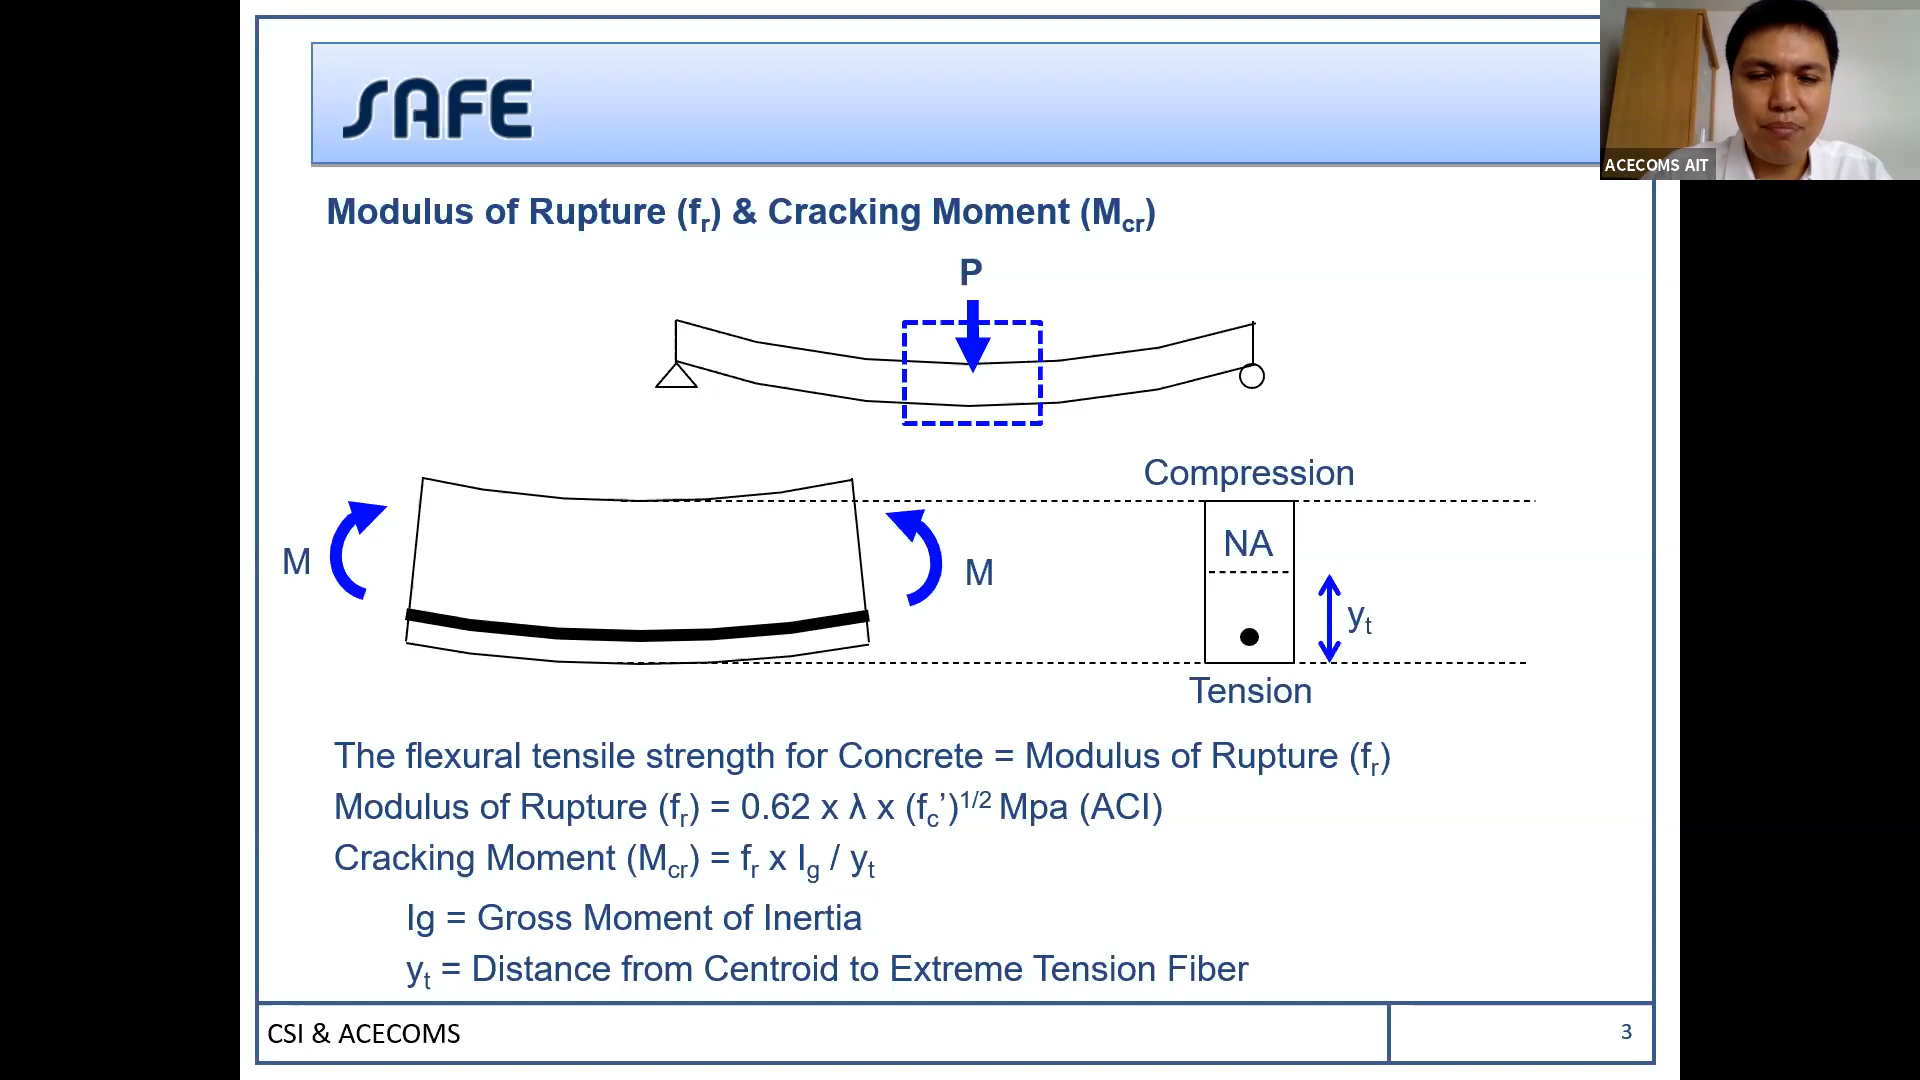 SAFE
ACECOMS AIT
Modulus of Rupture (fr) & Cracking Moment (Mcr)
P
Compression
M
M
NA
yt
Tension
The flexural tensile strength for Concrete = Modulus of Rupture (fr)
Modulus of Rupture (fr) = 0.62 x λ x (fc’)1/2 Mpa (ACI)
Cracking Moment (Mcr) = fr x Ig / yt
Ig = Gross Moment of Inertia
yt = Distance from Centroid to Extreme Tension Fiber
CSI & ACECOMS
3